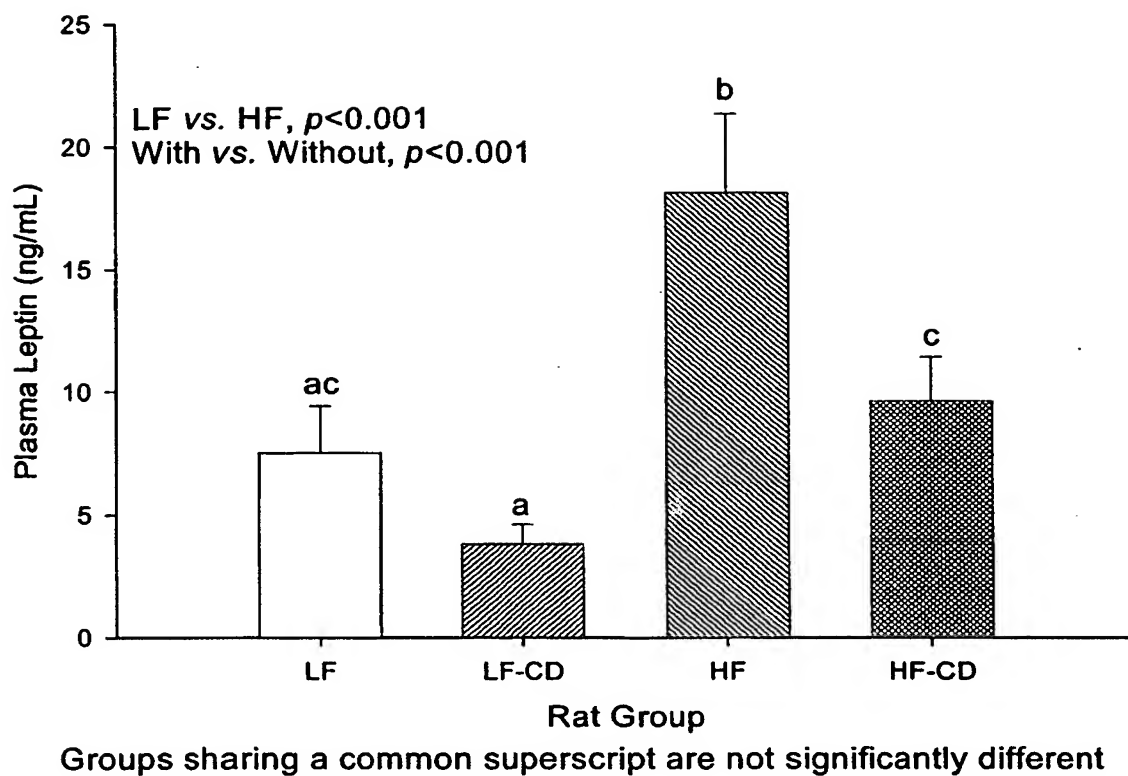 25
LF vs. HF, p<0.001
With vs. Without, p<0.001
20
15
10
5
0
Plasma Leptin (ng/mL)
ac
a
b
c
LF
LF-CD
HF
HF-CD
Rat Group
Groups sharing a common superscript are not significantly different